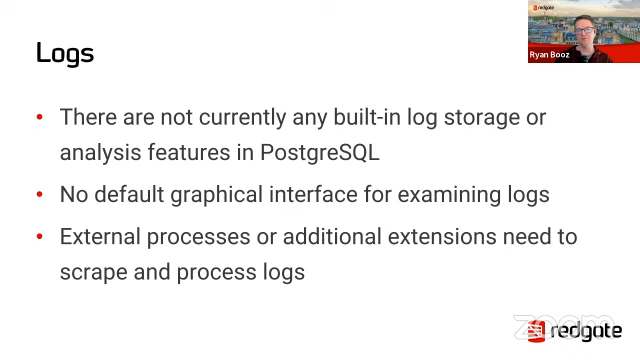 redgate
Ryan Booz
Logs
• There are not currently any built-in log storage or
analysis features in PostgreSQL
• No default graphical interface for examining logs
• External processes or additional extensions need to
scrape and process logs
zoom
redgate